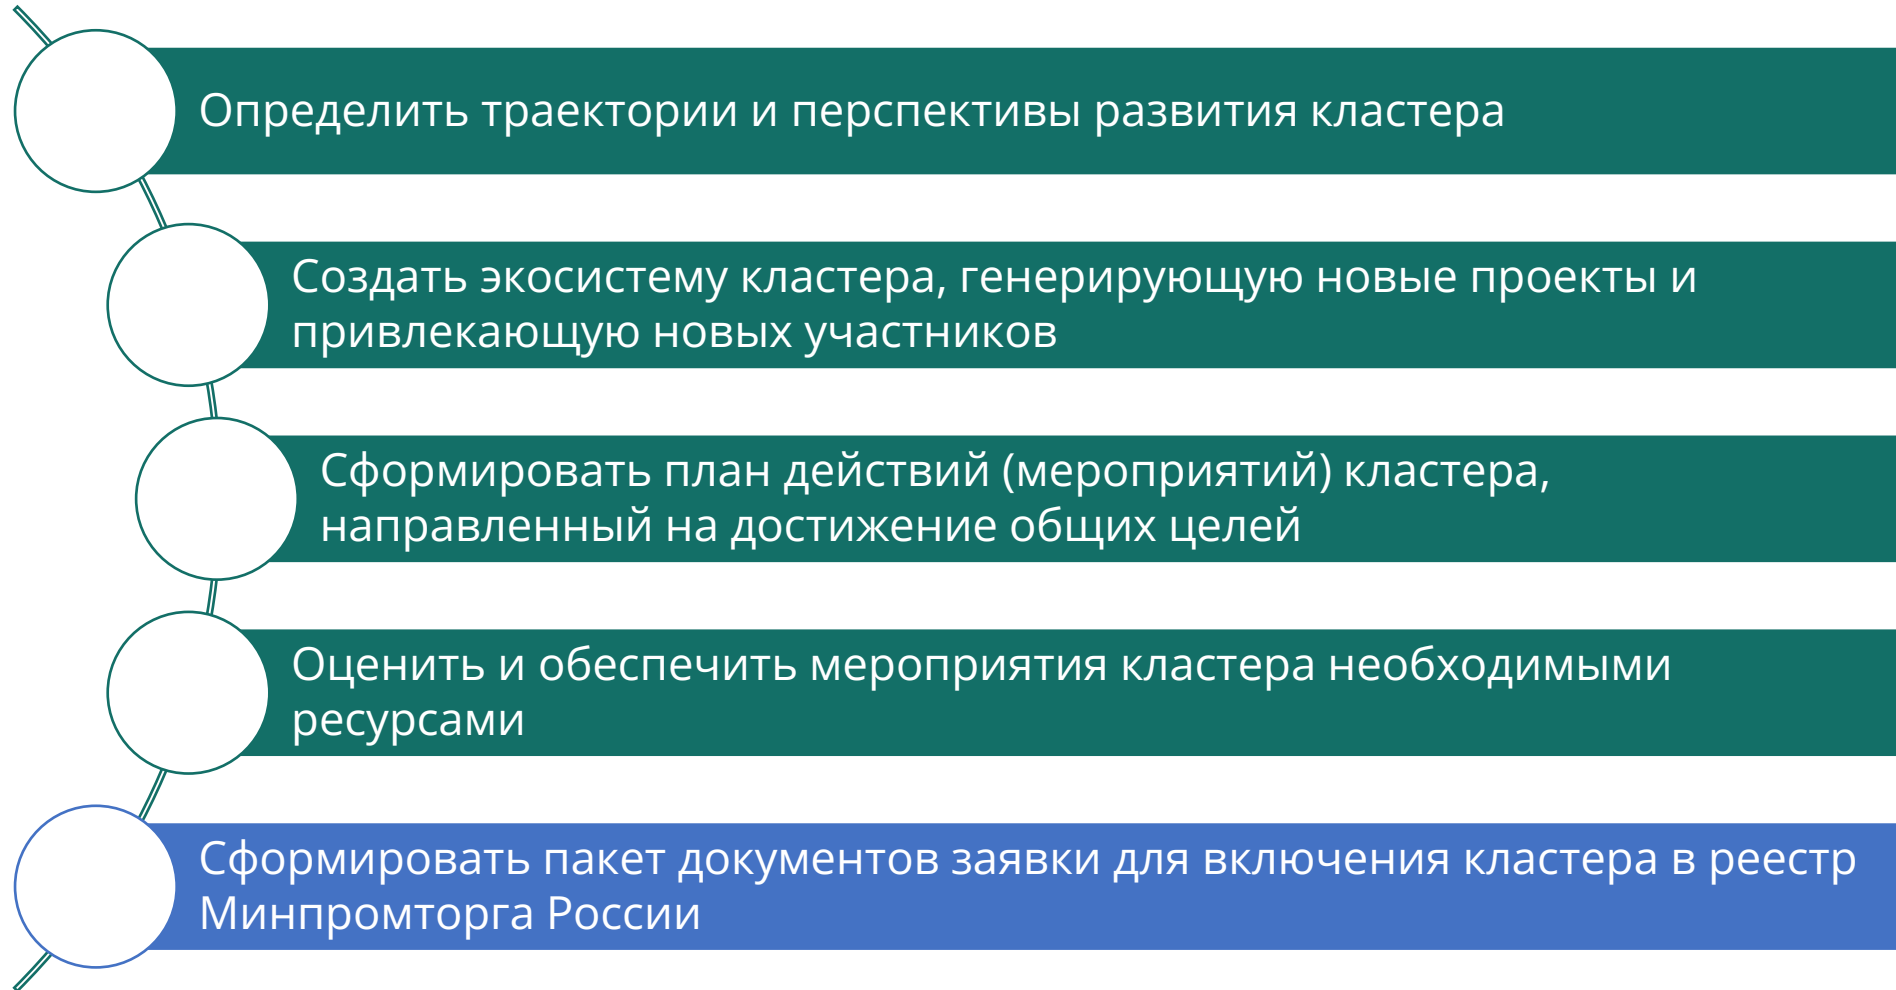 Определить траектории и перспективы развития кластера
Создать экосистему кластера, генерирующую новые проекты и
привлекающую новых участников
Сформировать план действий (мероприятий) кластера,
направленный на достижение общих целей
Оценить и обеспечить мероприятия кластера необходимыми
ресурсами
Сформировать пакет документов заявки для включения кластера в реестр
Минпромторга России